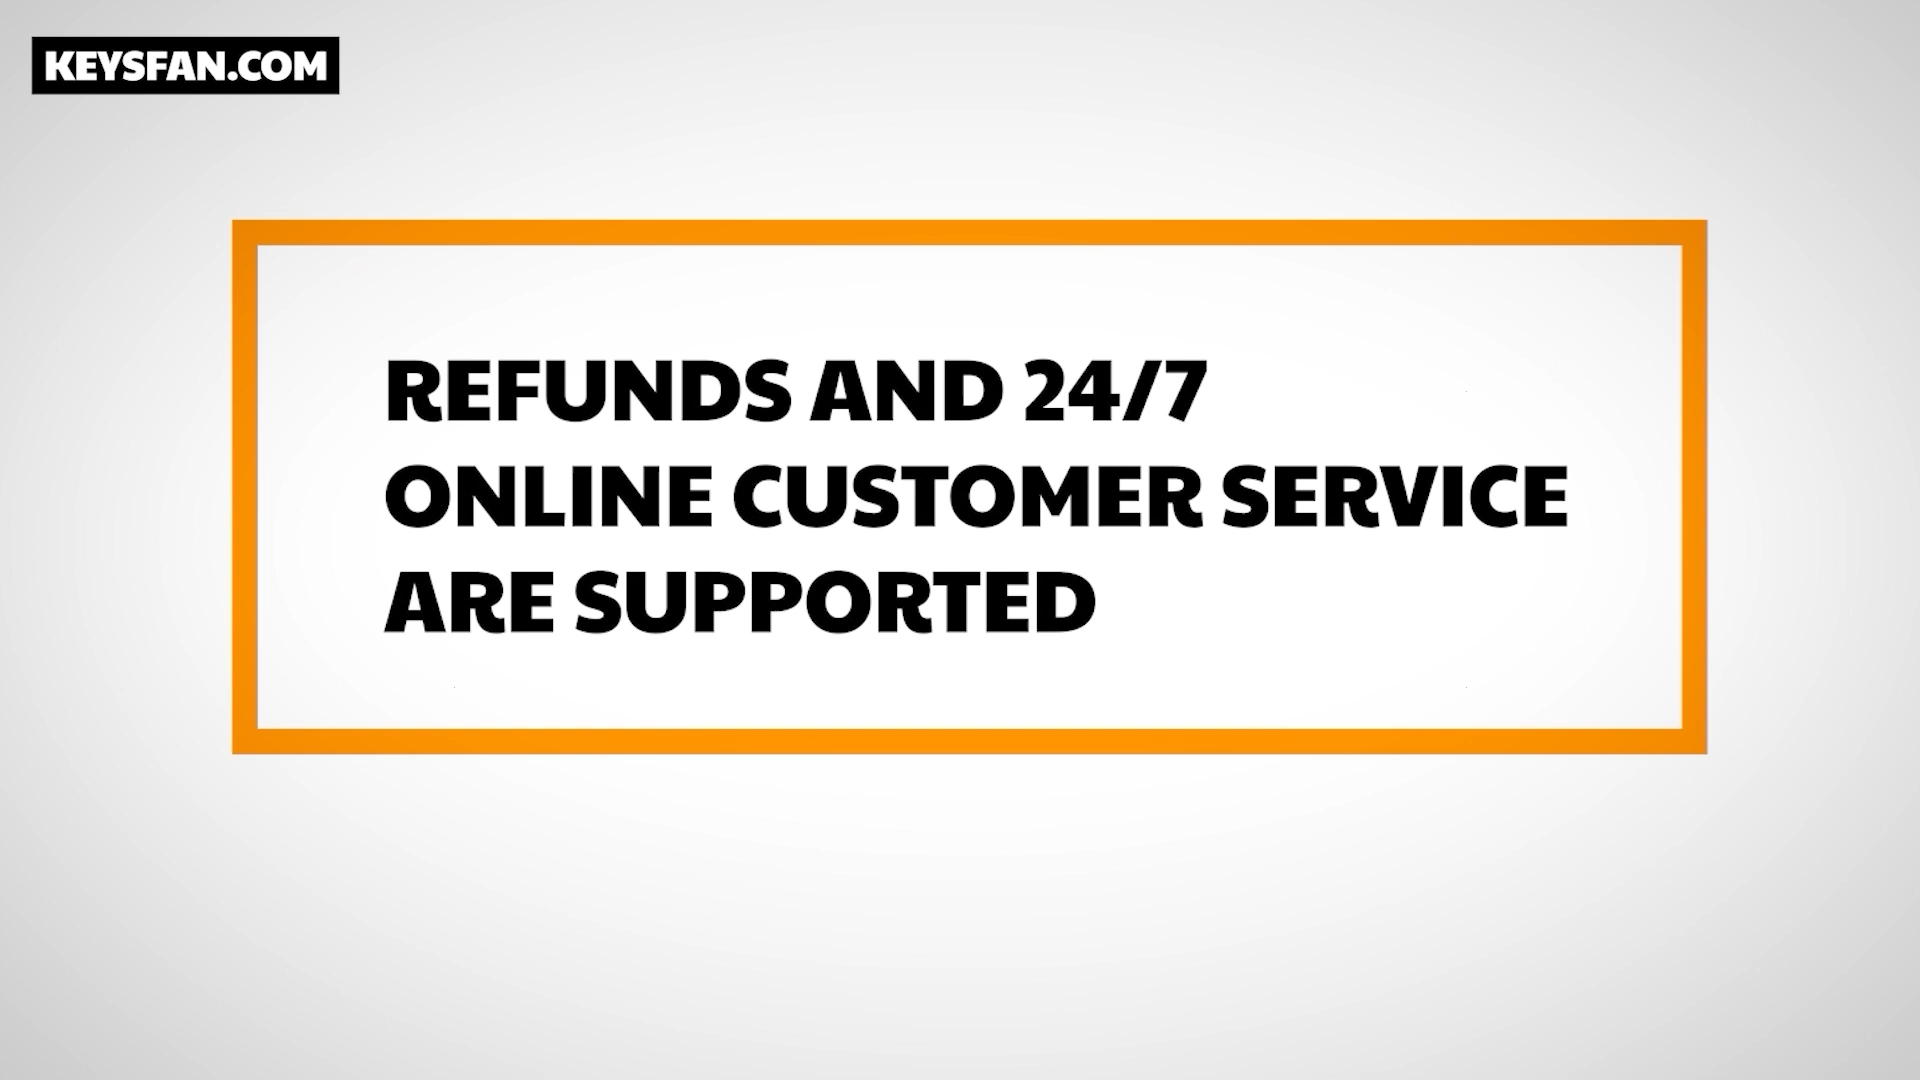 KEYSFAN.COM
REFUNDS AND 24/7
ONLINE CUSTOMER SERVICE
ARE SUPPORTED